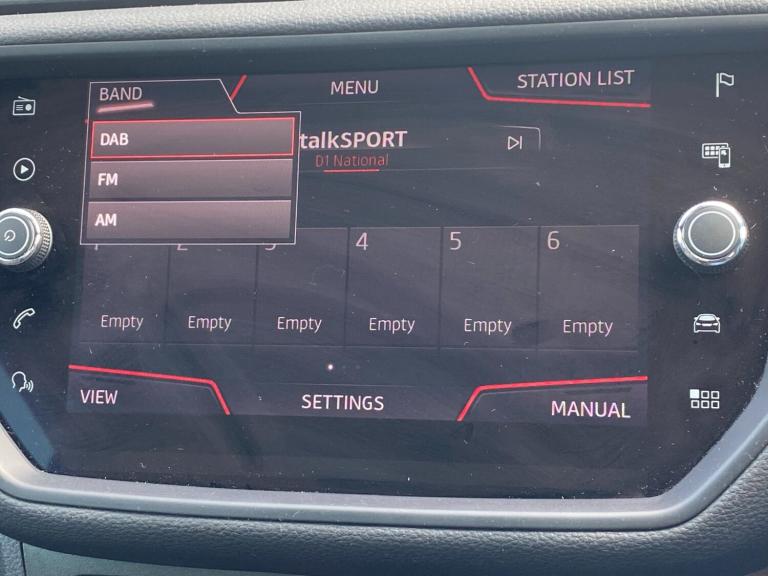 BAND
MENU
STATION LIST
DAB
FM
AM
talkSPORT
D1 National
4
5
6
Empty
Empty
Empty
Empty
Empty
Empty
VIEW
SETTINGS
MANUAL